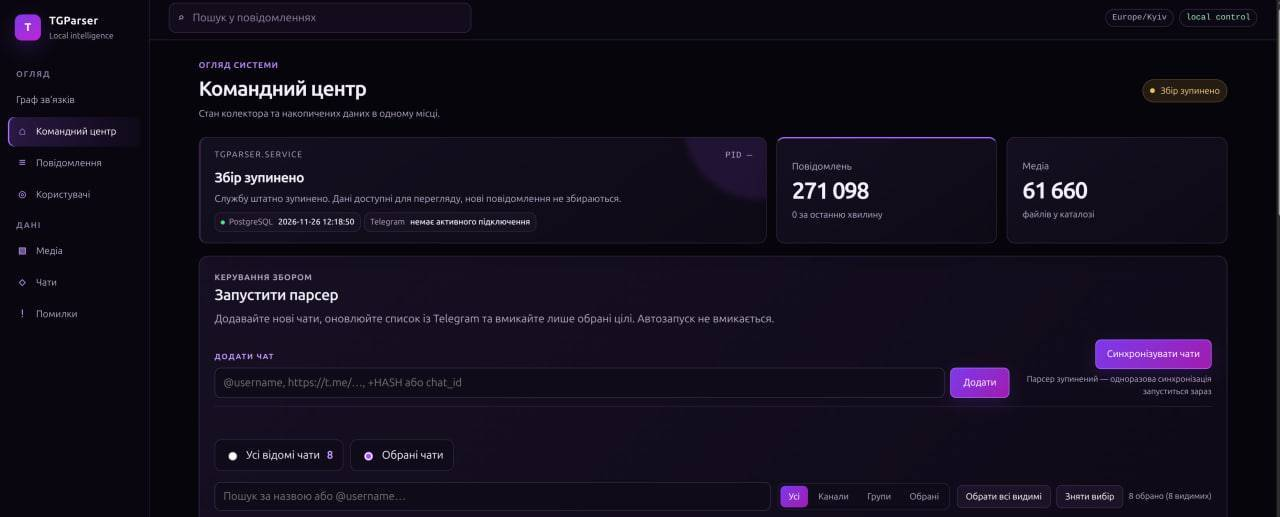 T
TGParser
Local intelligence
Пошук у повідомленнях
Europe/Kyiv
local control
ОГЛЯД
Граф зв'язків
Командний центр
Повідомлення
Користувачі
ДАНІ
Медіа
Чати
! Помилки
ОГЛЯД СИСТЕМИ
Командний центр
Стан колектора та накопичених даних в одному місці.
Збір зупинено
TGPARSER.SERVICE
PID —
Збір зупинено
Службу штатно зупинено. Дані доступні для перегляду, нові повідомлення не збираються.
PostgreSQL 2026-11-26 12:18:50
Telegram немає активного підключення
Повідомлень
271 098
0 за останню хвилину
Медіа
61 660
файлів у каталозі
КЕРУВАННЯ ЗБОРОМ
Запустити парсер
Додавайте нові чати, оновлюйте список із Telegram та вмикайте лише обрані цілі. Автозапуск не вмикається.
ДОДАТИ ЧАТ
@username, https://t.me/…, +HASH або chat_id
Додати
Синхронізувати чати
Парсер зупинений — одноразова синхронізація
запуститься зараз
Усі відомі чати 8
Обрані чати
Пошук за назвою або @username…
Усі
Канали
Групи
Обрані
Обрати всі видимі
Зняти вибір
8 обрано (8 видимих)